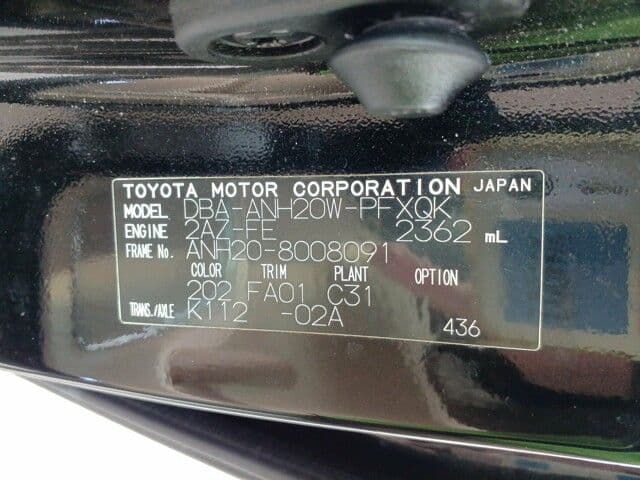 TOYOTA MOTOR CORPORATION JAPAN
MODEL DBA-ANH20W-PFXQK
ENGINE 2AZ-FE 2362 mL
FRAME No. ANH20-8008091
COLOR TRIM PLANT OPTION
202 FA01 C31
TRANS./AXLE K112 -02A
436